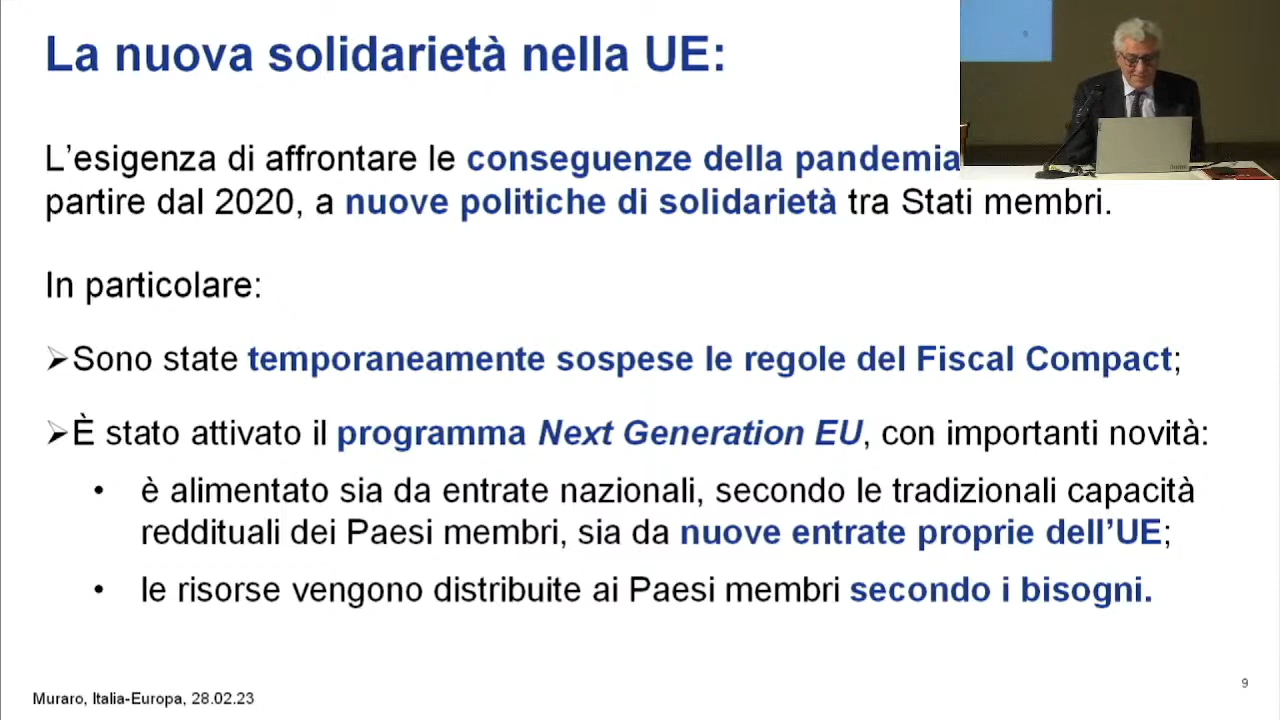 La nuova solidarietà nella UE:
L’esigenza di affrontare le conseguenze della pandemia
partire dal 2020, a nuove politiche di solidarietà tra Stati membri.
In particolare:
➢Sono state temporaneamente sospese le regole del Fiscal Compact;
➢È stato attivato il programma Next Generation EU, con importanti novità:
• è alimentato sia da entrate nazionali, secondo le tradizionali capacità
reddituali dei Paesi membri, sia da nuove entrate proprie dell’UE;
• le risorse vengono distribuite ai Paesi membri secondo i bisogni.
Muraro, Italia-Europa, 28.02.23
9